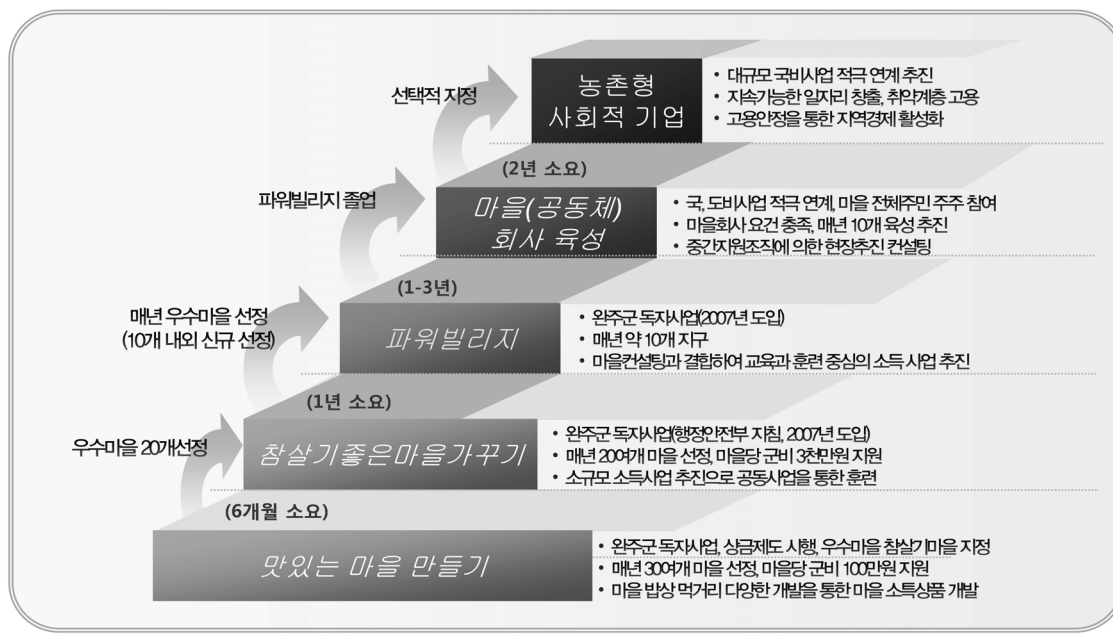 농촌형
사회적 기업
선택적 지정
• 대규모 국비사업 적극 연계 추진
• 지속가능한 일자리 창출, 취약계층 고용
• 고용안정을 통한 지역경제 활성화
(2년 소요)
마을(공동체)
회사 육성
파워빌리지 졸업
• 국, 도비사업 적극 연계, 마을 전체주민 주주 참여
• 마을회사 요건 충족, 매년 10개 육성 추진
• 중간지원조직에 의한 현장추진 컨설팅
(1-3년)
파워빌리지
매년 우수마을 선정
(10개 내외 신규 선정)
• 완주군 독자사업(2007년 도입)
• 매년 약 10개 지구
• 마을컨설팅과 결합하여 교육과 훈련 중심의 소득 사업 추진
(1년 소요)
참살기좋은마을가꾸기
우수마을 20개선정
• 완주군 독자사업(행정안전부 지침, 2007년 도입)
• 매년 20여개 마을 선정, 마을당 군비 3천만원 지원
• 소규모 소득사업 추진으로 공동사업을 통한 훈련
(6개월 소요)
맛있는 마을 만들기
• 완주군 독자사업, 상금제도 시행, 우수마을 참살기마을 지정
• 매년 30여개 마을 선정, 마을당 군비 100만원 지원
• 마을 밥상 먹거리 다양한 개발을 통한 마을 소득상품 개발